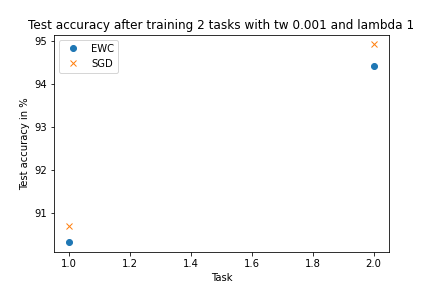 Test accuracy after training 2 tasks with tw 0.001 and lambda 1
EWC
SGD
95
94
93
92
91
Test accuracy in %
1.0 1.2 1.4 1.6 1.8 2.0
Task